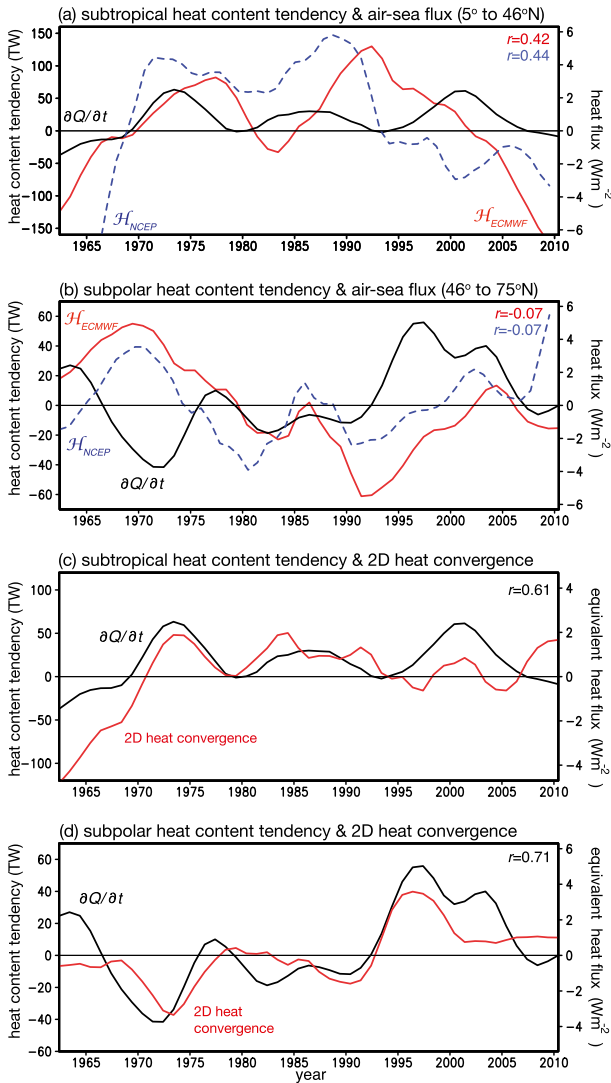 (a) subtropical heat content tendency & air-sea flux (5° to 46°N)
heat content tendency (TW)
150
100
50
0
−50
−100
−150
6
4
2
0
−2
−4
−6
heat flux (Wm⁻²)
r=0.42
r=0.44
∂Q/∂t
ℋNCEP
ℋECMWF
1965 1970 1975 1980 1985 1990 1995 2000 2005 2010
(b) subpolar heat content tendency & air-sea flux (46° to 75°N)
heat content tendency (TW)
60
40
20
0
−20
−40
−60
6
4
2
0
−2
−4
−6
heat flux (Wm⁻²)
ℋECMWF
r=-0.07
r=-0.07
ℋNCEP
∂Q/∂t
1965 1970 1975 1980 1985 1990 1995 2000 2005 2010
(c) subtropical heat content tendency & 2D heat convergence
heat content tendency (TW)
100
50
0
−50
−100
4
2
0
−2
−4
equivalent heat flux (Wm⁻²)
r=0.61
∂Q/∂t
2D heat convergence
1965 1970 1975 1980 1985 1990 1995 2000 2005 2010
(d) subpolar heat content tendency & 2D heat convergence
heat content tendency (TW)
60
40
20
0
−20
−40
−60
6
4
2
0
−2
−4
equivalent heat flux (Wm⁻²)
r=0.71
∂Q/∂t
2D heat
convergence
1965 1970 1975 1980 1985 1990 1995 2000 2005 2010
year